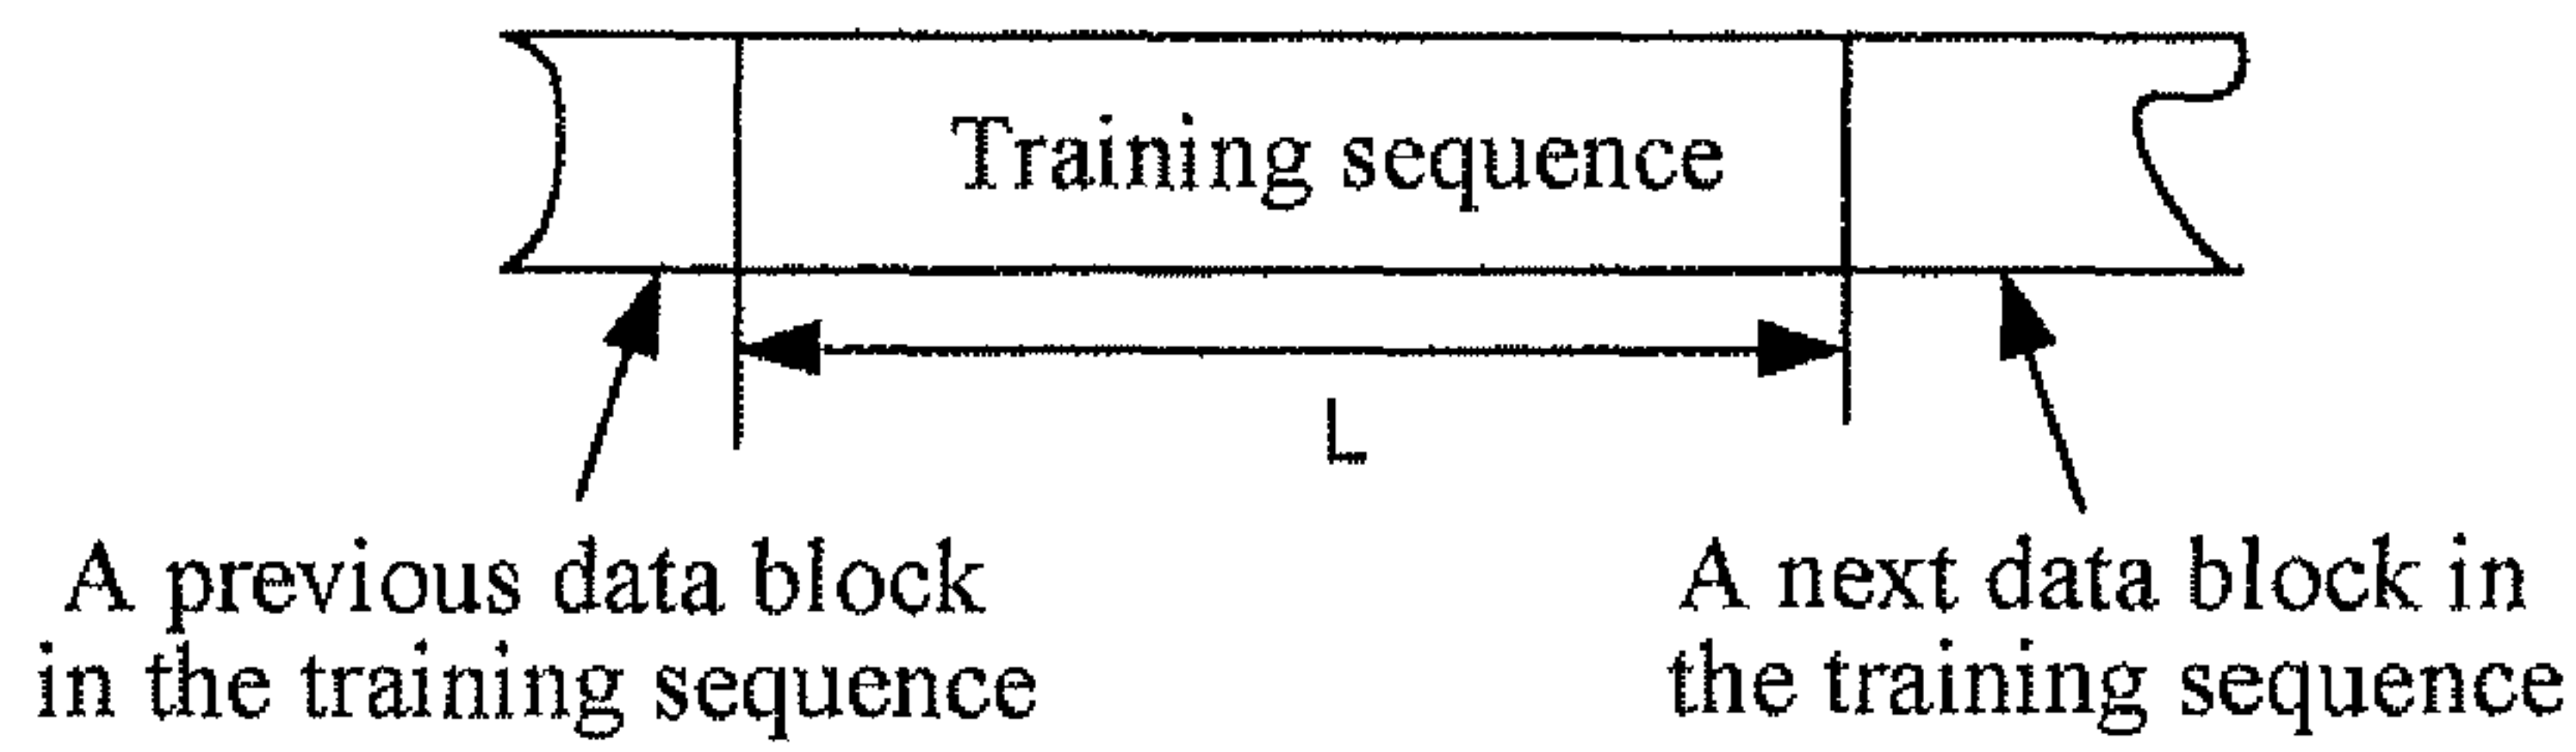 Training sequence
L
A previous data block
in the training sequence
A next data block in
the training sequence